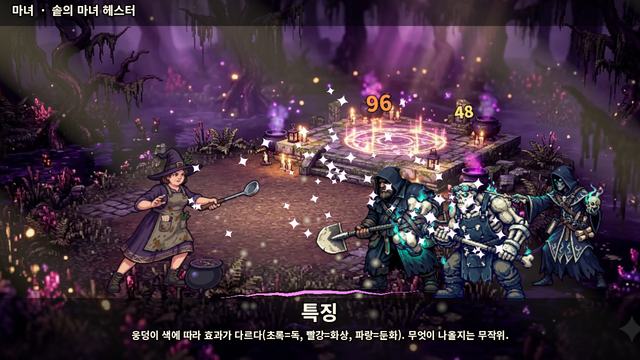 마녀 · 솥의 마녀 헤스터
96
48
특징
웅덩이 색에 따라 효과가 다르다(초록=독, 빨강=화상, 파랑=둔화). 무엇이 나올지는 무작위.